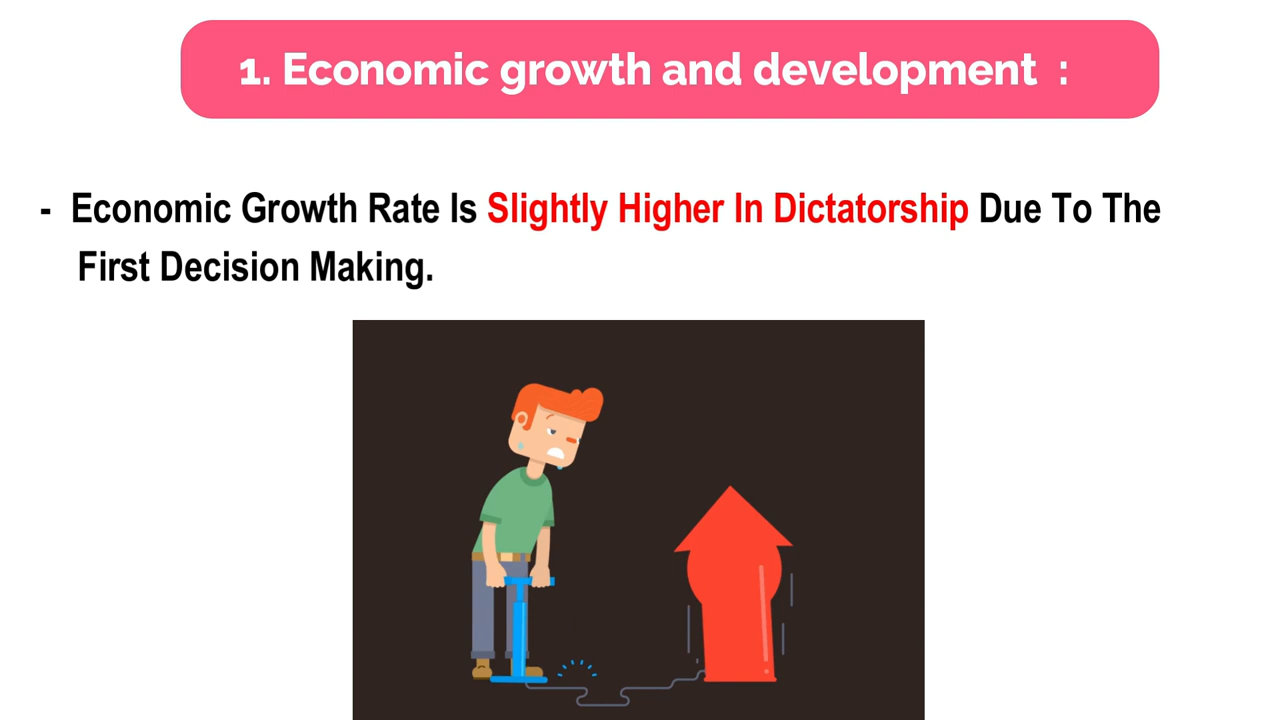 1. Economic growth and development :
- Economic Growth Rate Is Slightly Higher In Dictatorship Due To The
First Decision Making.